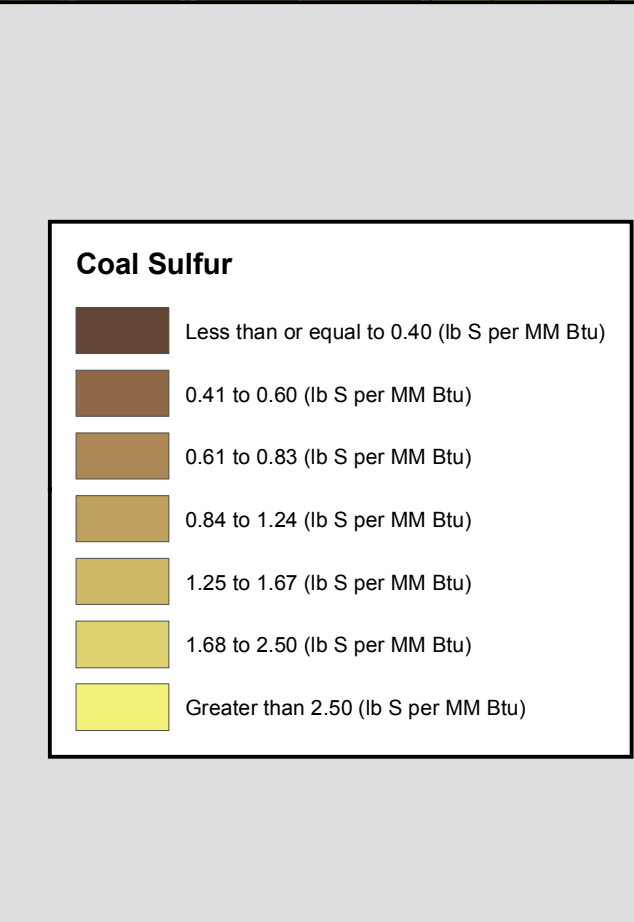 Coal Sulfur
Less than or equal to 0.40 (lb S per MM Btu)
0.41 to 0.60 (lb S per MM Btu)
0.61 to 0.83 (lb S per MM Btu)
0.84 to 1.24 (lb S per MM Btu)
1.25 to 1.67 (lb S per MM Btu)
1.68 to 2.50 (lb S per MM Btu)
Greater than 2.50 (lb S per MM Btu)